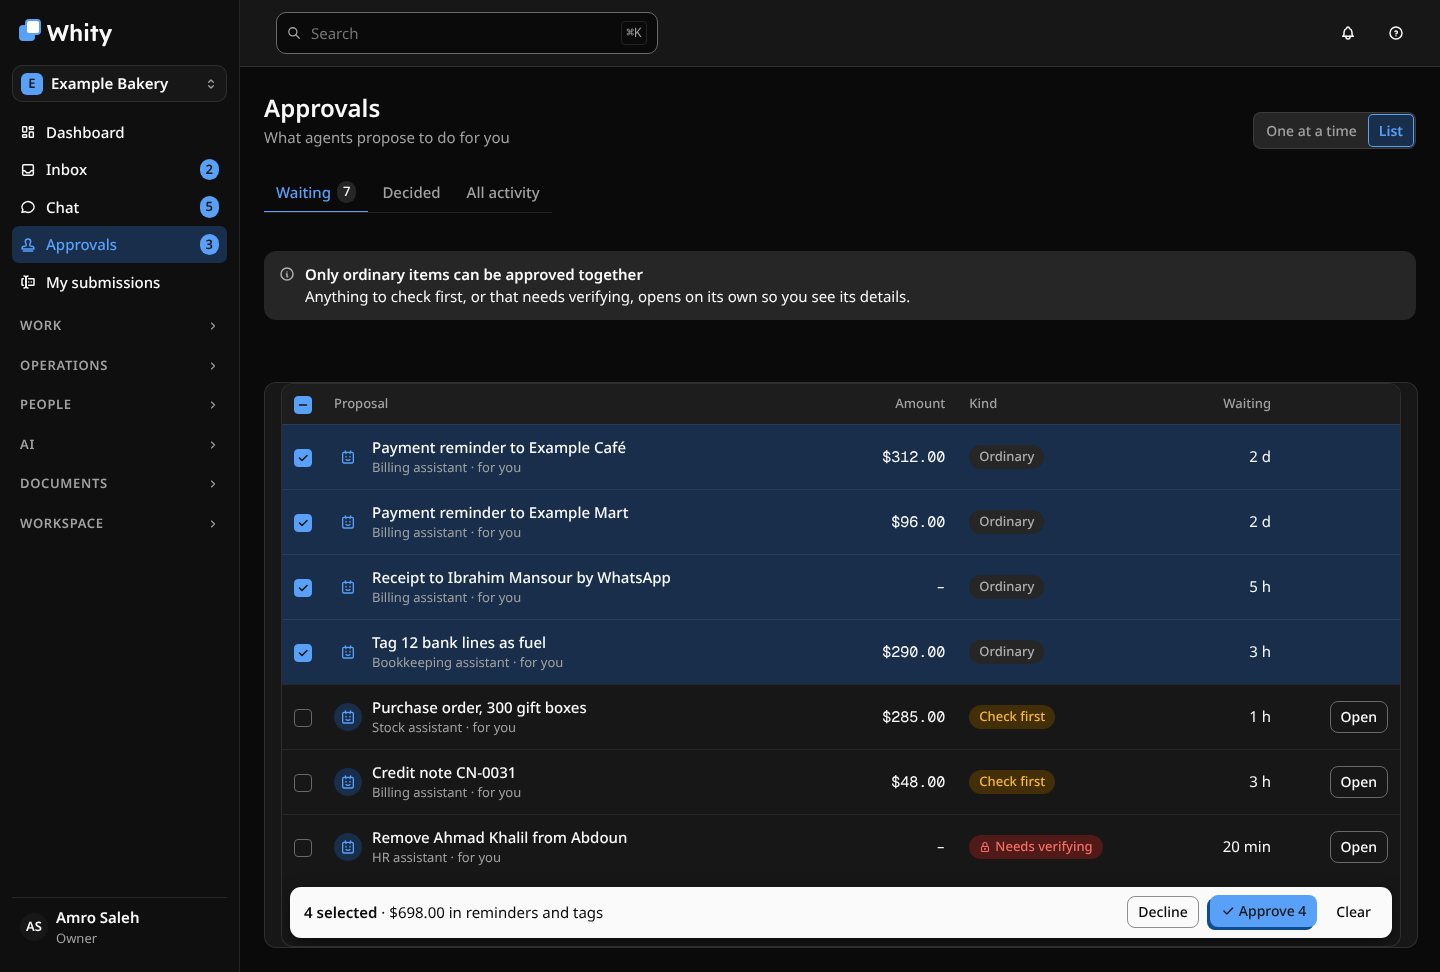 Whity
Search
⌘K
E Example Bakery
Dashboard
Inbox 2
Chat 5
Approvals 3
My submissions
WORK
OPERATIONS
PEOPLE
AI
DOCUMENTS
WORKSPACE
AS Amro Saleh
Owner
Approvals
What agents propose to do for you
One at a time List
Waiting 7 Decided All activity
Only ordinary items can be approved together
Anything to check first, or that needs verifying, opens on its own so you see its details.
Proposal Amount Kind Waiting
Payment reminder to Example Café $312.00 Ordinary 2 d
Billing assistant · for you
Payment reminder to Example Mart $96.00 Ordinary 2 d
Billing assistant · for you
Receipt to Ibrahim Mansour by WhatsApp – Ordinary 5 h
Billing assistant · for you
Tag 12 bank lines as fuel $290.00 Ordinary 3 h
Bookkeeping assistant · for you
Purchase order, 300 gift boxes $285.00 Check first 1 h Open
Stock assistant · for you
Credit note CN-0031 $48.00 Check first 3 h Open
Billing assistant · for you
Remove Ahmad Khalil from Abdoun – Needs verifying 20 min Open
HR assistant · for you
4 selected · $698.00 in reminders and tags Decline Approve 4 Clear